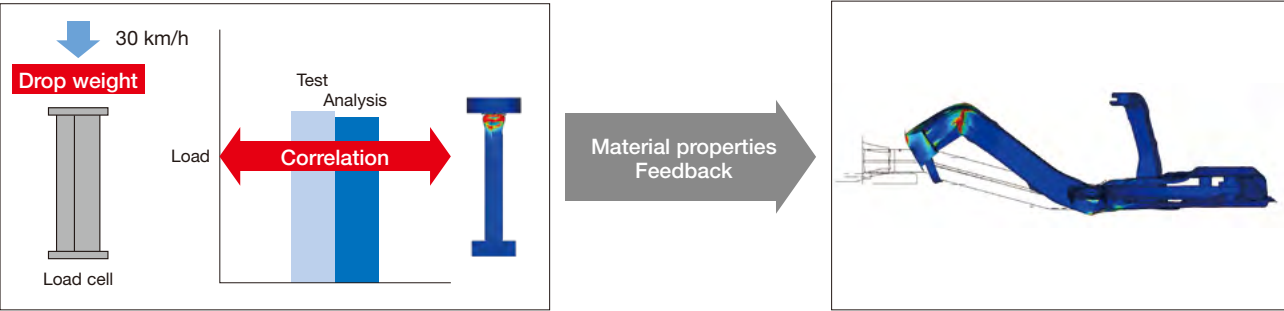 30 km/h
Drop weight
Load cell
Test
Analysis
Load
Correlation
Material properties
Feedback